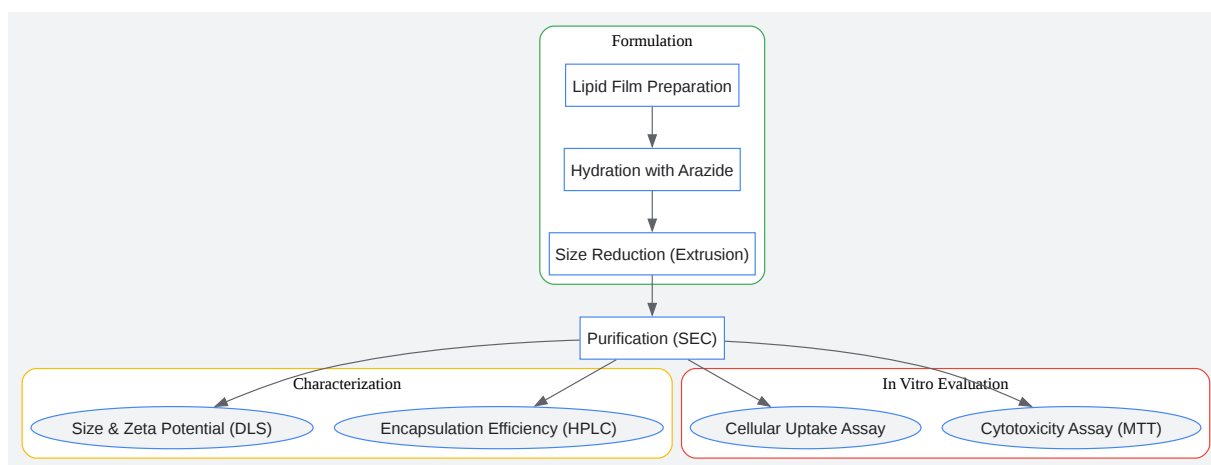 Formulation
Lipid Film Preparation
Hydration with Arazide
Size Reduction (Extrusion)
Purification (SEC)
Characterization
In Vitro Evaluation
Size & Zeta Potential (DLS)
Encapsulation Efficiency (HPLC)
Cellular Uptake Assay
Cytotoxicity Assay (MTT)